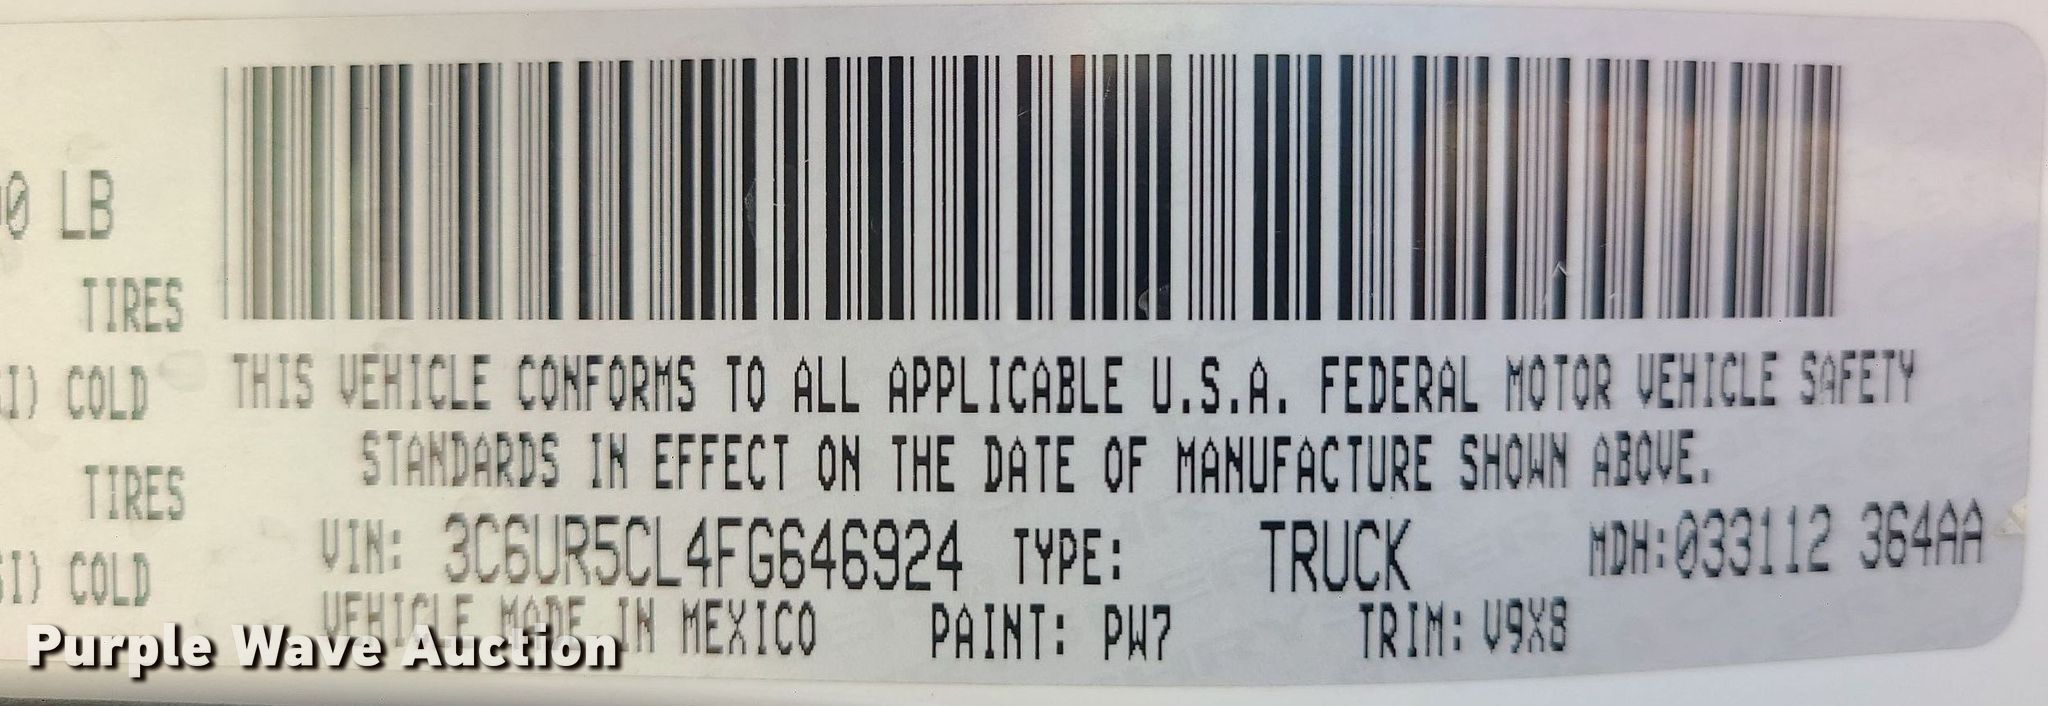 0 LB
TIRES
SI) COLD
THIS VEHICLE CONFORMS TO ALL APPLICABLE U.S.A. FEDERAL MOTOR VEHICLE SAFETY
STANDARDS IN EFFECT ON THE DATE OF MANUFACTURE SHOWN ABOVE.
TIRES
VIN: 3C6UR5CL4FG646924 TYPE: TRUCK MDH:033112 364AA
SI) COLD
VEHICLE MADE IN MEXICO PAINT: PW7 TRIM: V9X8
Purple Wave Auction